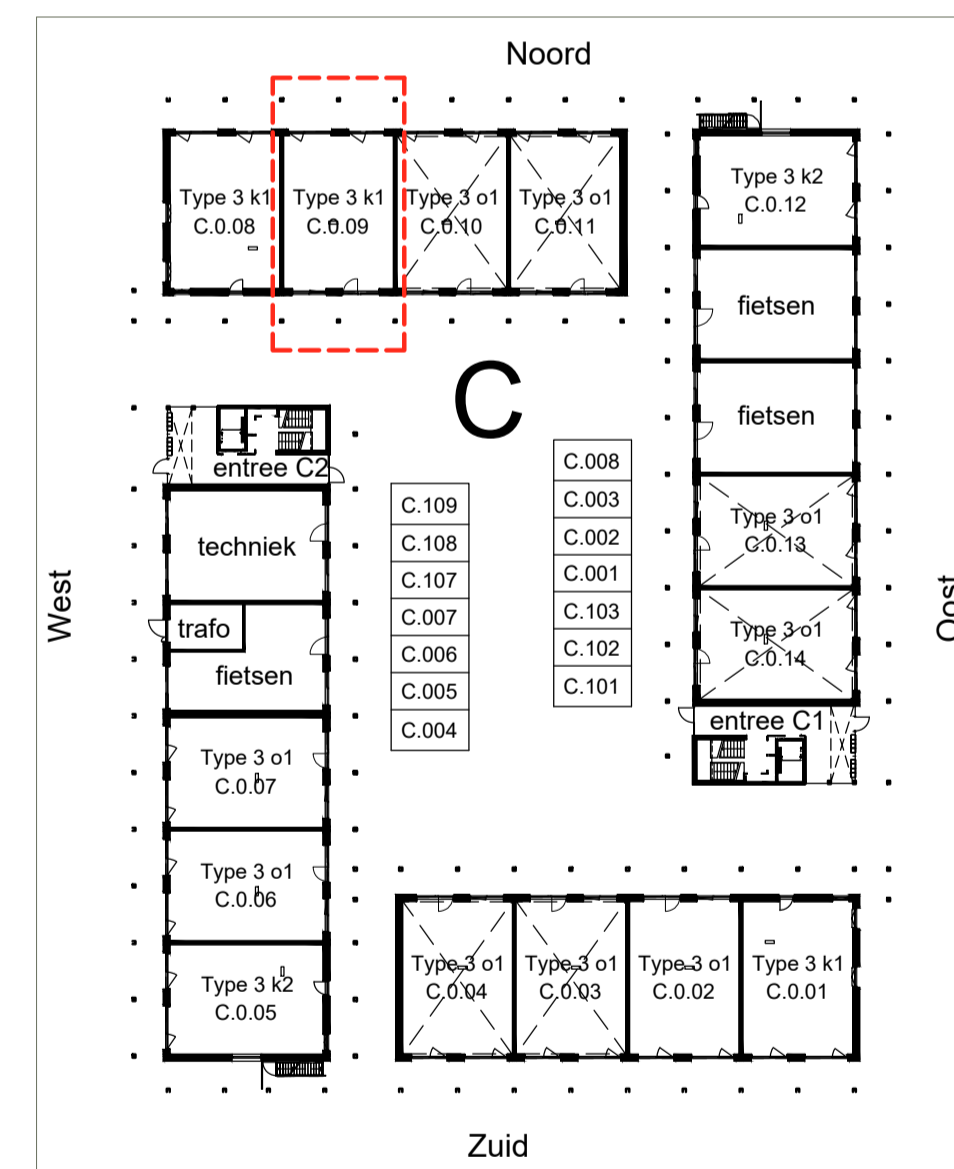 Noord
Type 3 k1
C.0.08
Type 3 k1
C.0.09
Type 3 o1
C.0.10
Type 3 o1
C.0.11
Type 3 k2
C.0.12
fietsen
fietsen
Type 3 o1
C.0.13
Type 3 o1
C.0.14
entree C1
C
C.008
C.003
C.002
C.001
C.103
C.102
C.101
C.109
C.108
C.107
C.007
C.006
C.005
C.004
entree C2
techniek
trafo
fietsen
Type 3 o1
C.0.07
Type 3 o1
C.0.06
Type 3 k2
C.0.05
West
Oost
Type 3 o1
C.0.04
Type 3 o1
C.0.03
Type 3 o1
C.0.02
Type 3 k1
C.0.01
Zuid